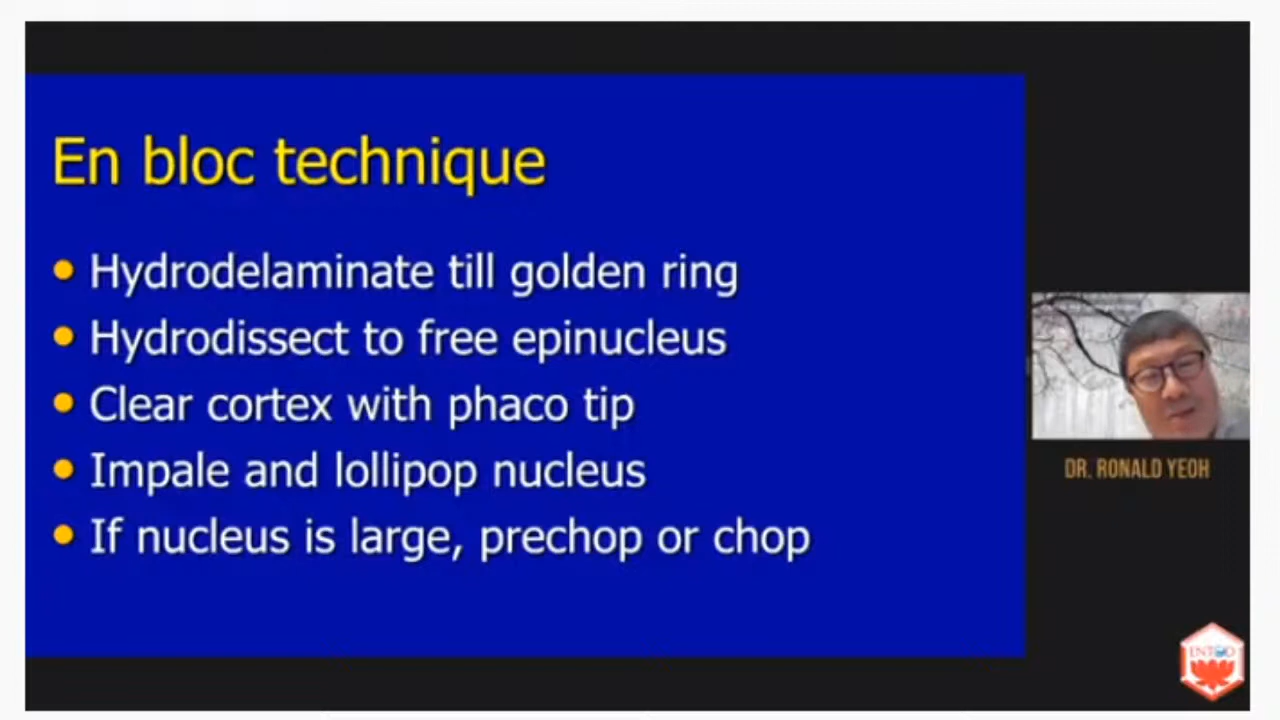 En bloc technique
Hydrodelaminate till golden ring
Hydrodissect to free epinucleus
Clear cortex with phaco tip
Impale and lollipop nucleus
If nucleus is large, prechop or chop
DR. RONALD YEOH